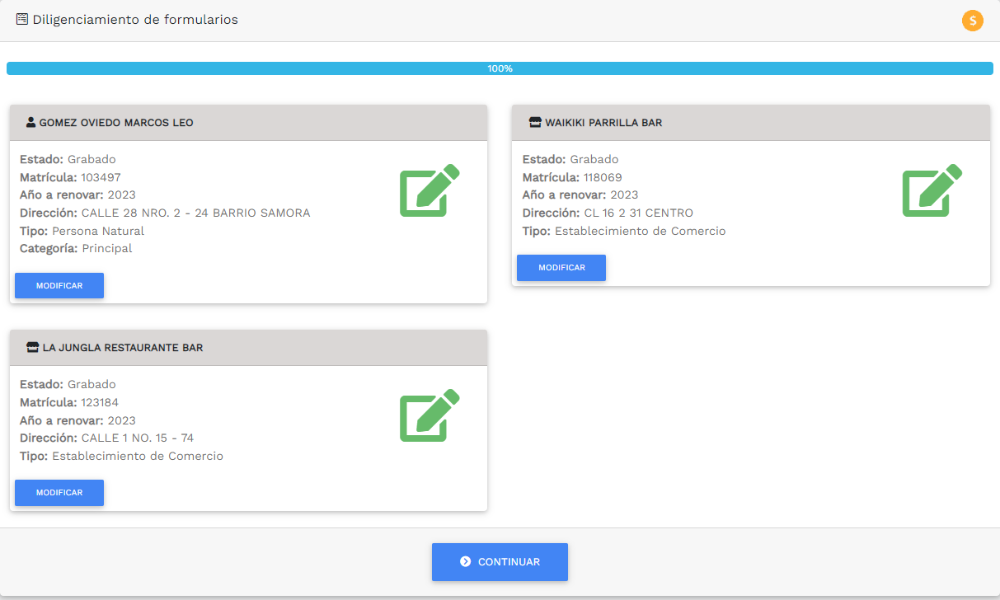 Diligenciamiento de formularios
$
100%
GOMEZ OVIEDO MARCOS LEO
Estado: Grabado
Matrícula: 103497
Año a renovar: 2023
Dirección: CALLE 28 NRO. 2 - 24 BARRIO SAMORA
Tipo: Persona Natural
Categoría: Principal
MODIFICAR
WAIKIKI PARRILLA BAR
Estado: Grabado
Matrícula: 118069
Año a renovar: 2023
Dirección: CL 16 2 31 CENTRO
Tipo: Establecimiento de Comercio
MODIFICAR
LA JUNGLA RESTAURANTE BAR
Estado: Grabado
Matrícula: 123184
Año a renovar: 2023
Dirección: CALLE 1 NO. 15 - 74
Tipo: Establecimiento de Comercio
MODIFICAR
CONTINUAR